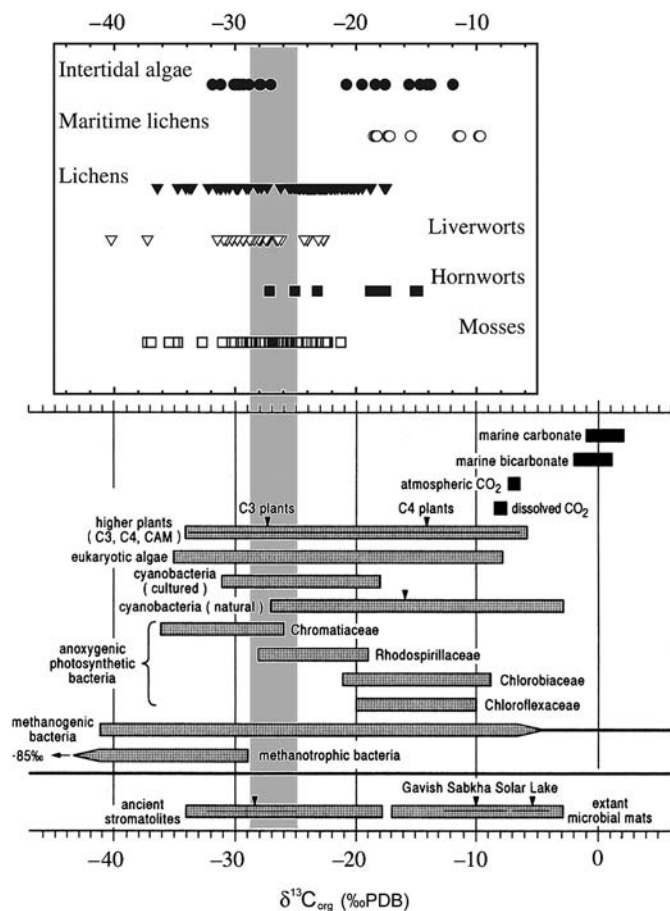 −40 −30 −20 −10
Intertidal algae
Maritime lichens
Lichens
Liverworts
Hornworts
Mosses
marine carbonate
marine bicarbonate
atmospheric CO2
C3 plants C4 plants dissolved CO2
higher plants
( C3, C4, CAM )
eukaryotic algae
cyanobacteria
( cultured )
cyanobacteria ( natural )
Chromatiaceae
anoxygenic
photosynthetic
bacteria
Rhodospirillaceae
Chlorobiaceae
Chloroflexaceae
methanogenic
bacteria
-85‰ methanotrophic bacteria
Gavish Sabkha Solar Lake
ancient
stromatolites
extant
microbial mats
−40 −30 −20 −10 0
δ13Corg (‰PDB)